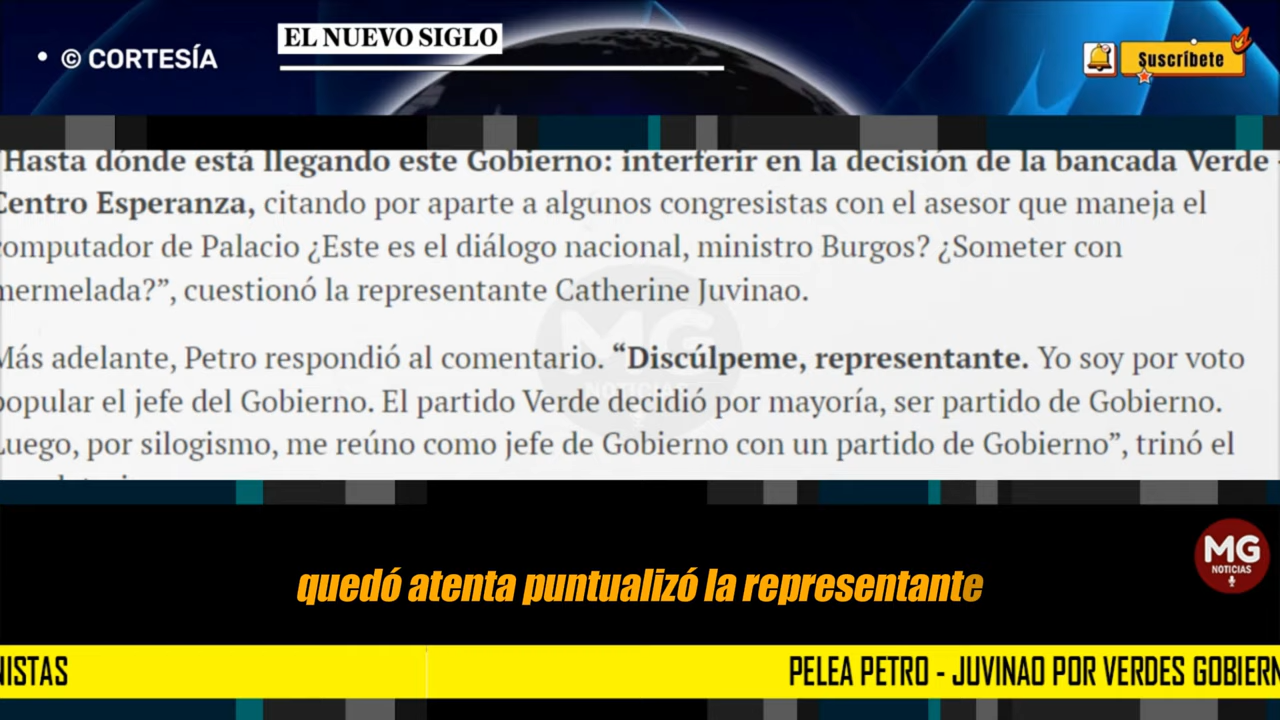 • © CORTESÍA
EL NUEVO SIGLO
Suscríbete
Hasta dónde está llegando este Gobierno: interferir en la decisión de la bancada Verde
Centro Esperanza, citando por aparte a algunos congresistas con el asesor que maneja el
computador de Palacio ¿Este es el diálogo nacional, ministro Burgos? ¿Someter con
mermelada?”, cuestionó la representante Catherine Juvinao.
Más adelante, Petro respondió al comentario. “Discúlpeme, representante. Yo soy por voto
popular el jefe del Gobierno. El partido Verde decidió por mayoría, ser partido de Gobierno.
Luego, por silogismo, me reúno como jefe de Gobierno con un partido de Gobierno”, trinó el
MG
NOTICIAS
quedó atenta puntualizó la representante
MG
NOTICIAS
NISTAS
PELEA PETRO - JUVINAO POR VERDES GOBIERN